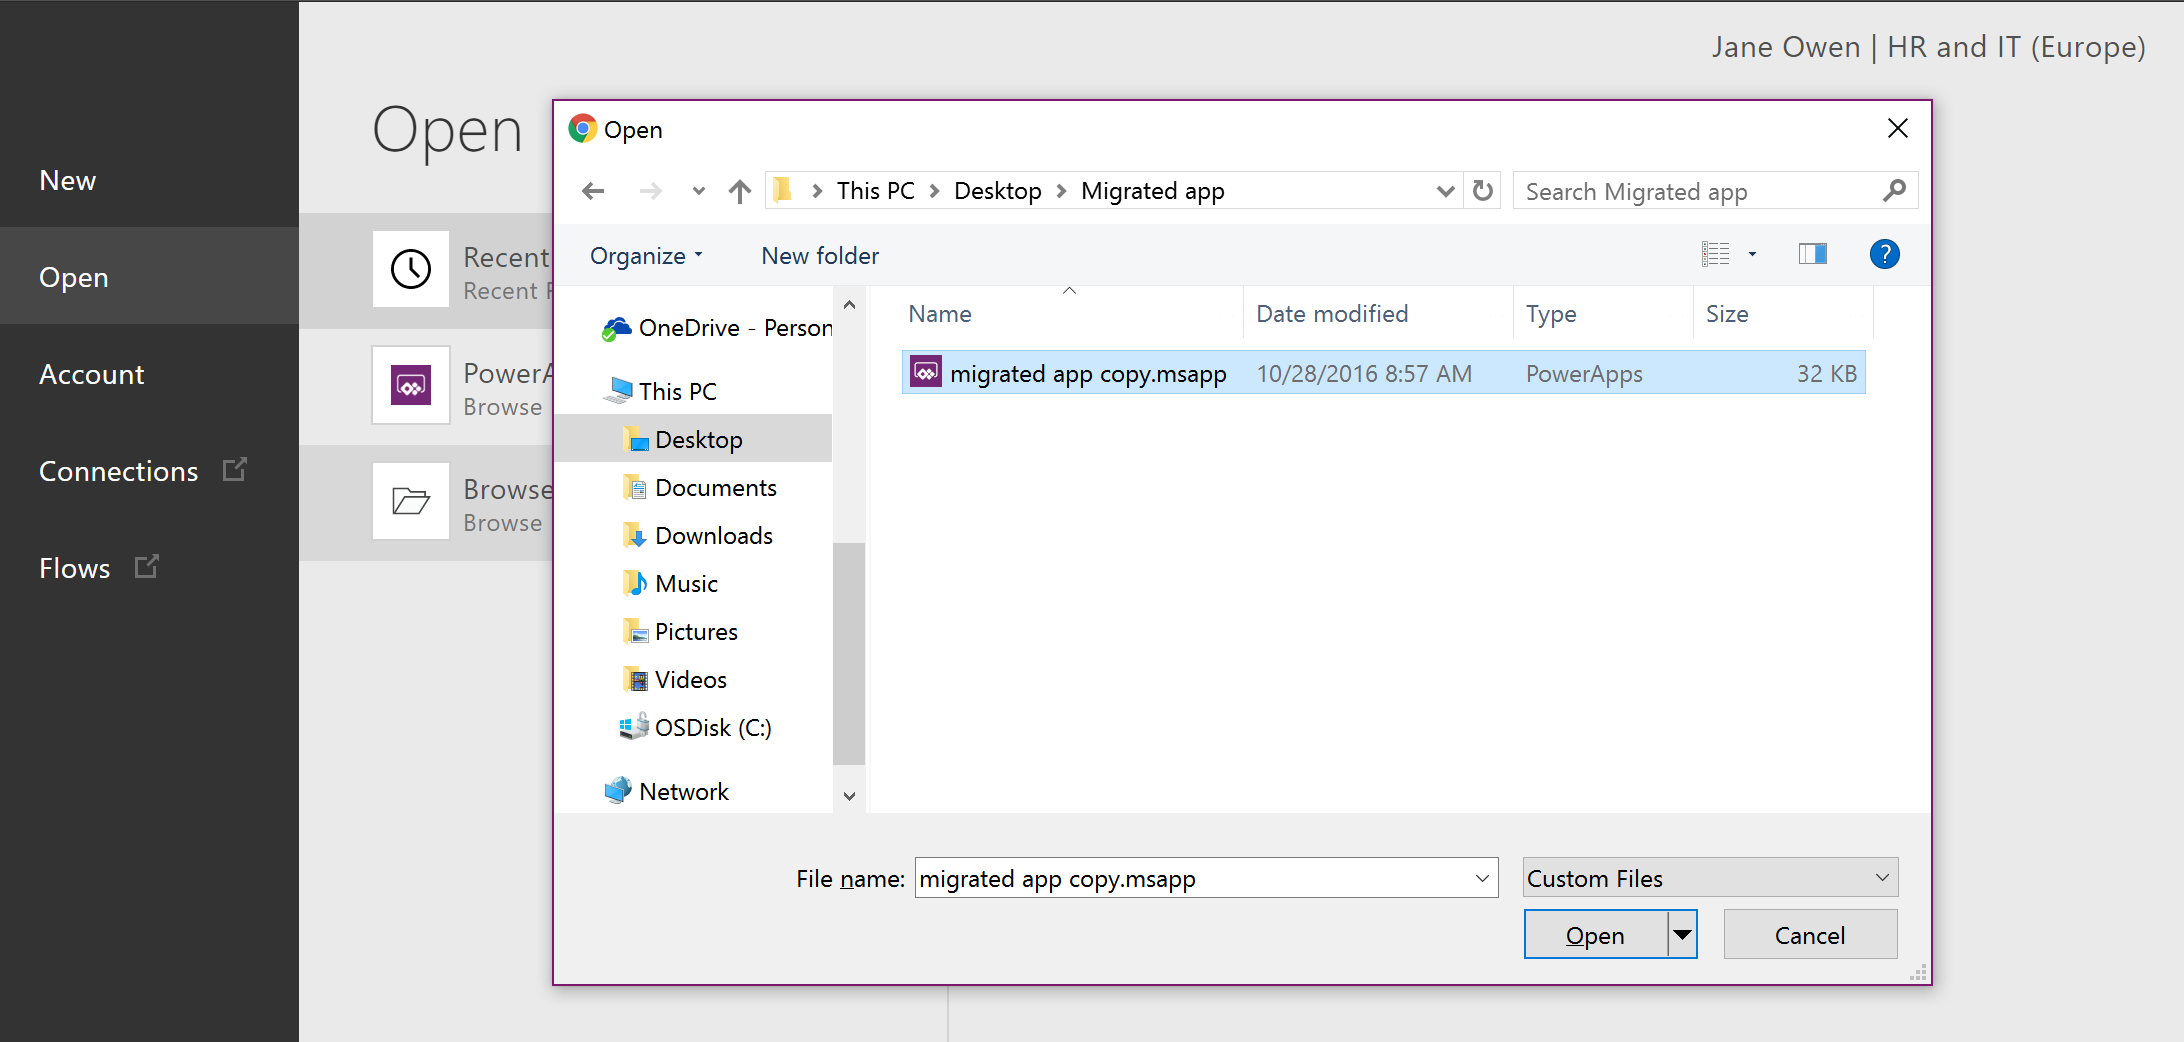 Jane Owen | HR and IT (Europe)
New
Open
Account
Connections
Flows
Open
Recent
Recent
Browse
Browse
Browse
Open
This PC
Desktop
Migrated app
Search Migrated app
Organize
New folder
OneDrive - Person
This PC
Desktop
Documents
Downloads
Music
Pictures
Videos
OSDisk (C:)
Network
Name
Date modified
Type
Size
migrated app copy.msapp
10/28/2016 8:57 AM
PowerApps
32 KB
File name:
migrated app copy.msapp
Custom Files
Open
Cancel